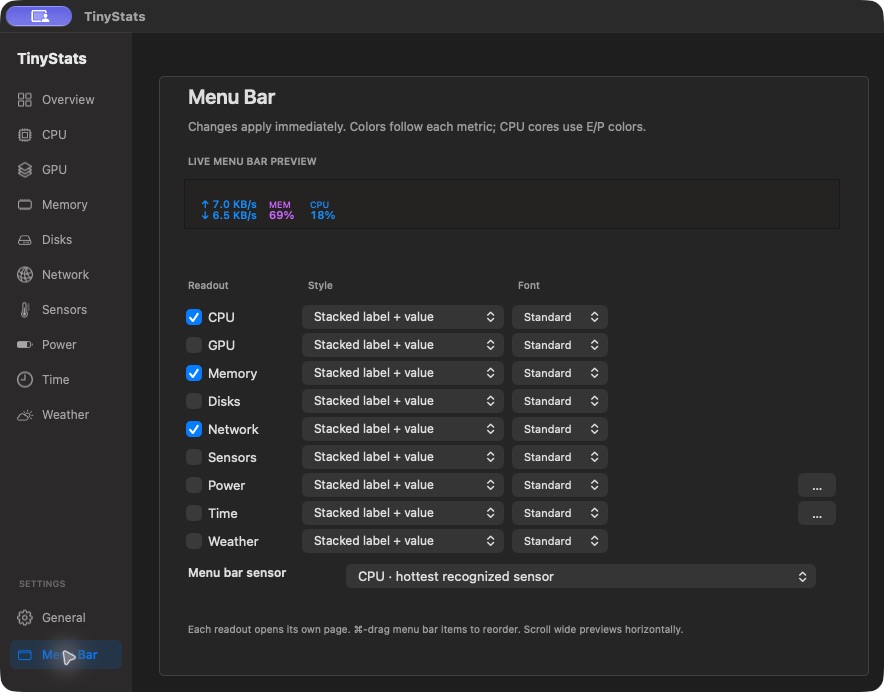 TinyStats
TinyStats
Overview
CPU
GPU
Memory
Disks
Network
Sensors
Power
Time
Weather
SETTINGS
General
Menu Bar
Menu Bar
Changes apply immediately. Colors follow each metric; CPU cores use E/P colors.
LIVE MENU BAR PREVIEW
↑ 7.0 KB/s MEM CPU
↓ 6.5 KB/s 69% 18%
Readout Style Font
CPU Stacked label + value Standard
GPU Stacked label + value Standard
Memory Stacked label + value Standard
Disks Stacked label + value Standard
Network Stacked label + value Standard
Sensors Stacked label + value Standard
Power Stacked label + value Standard ...
Time Stacked label + value Standard ...
Weather Stacked label + value Standard
Menu bar sensor CPU · hottest recognized sensor
Each readout opens its own page. ⌘-drag menu bar items to reorder. Scroll wide previews horizontally.